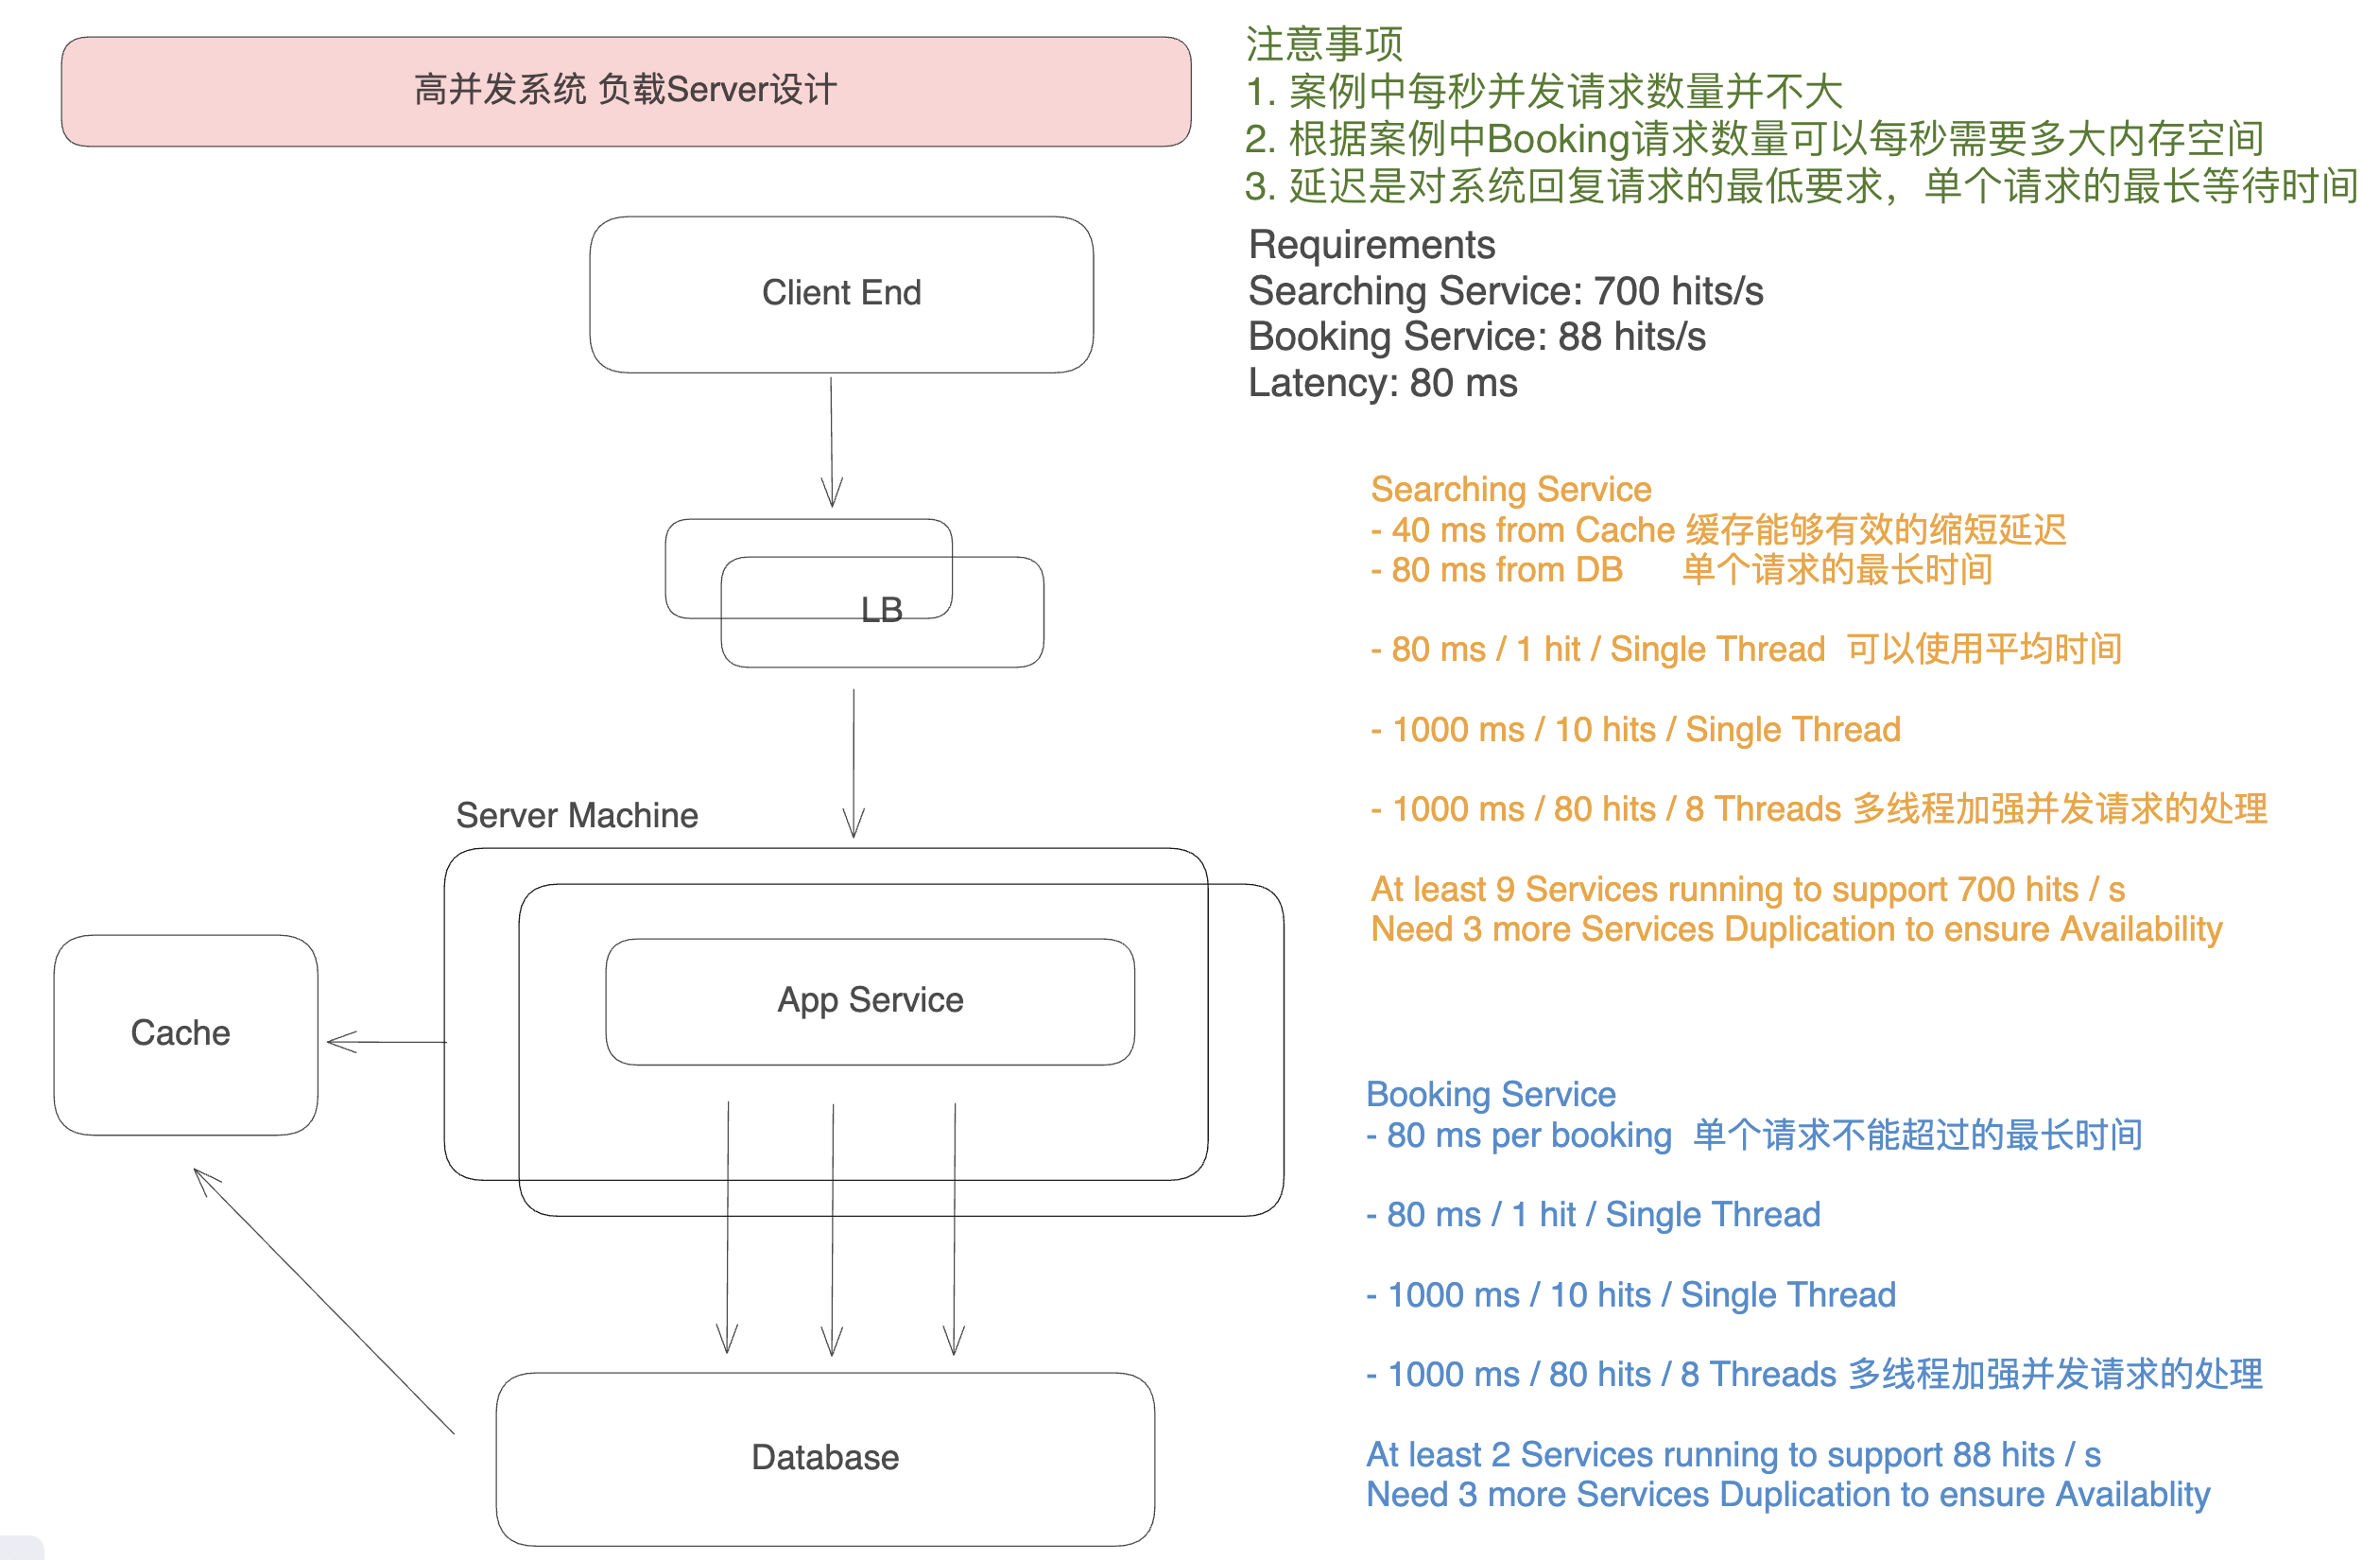 高并发系统 负载Server设计
注意事项
1. 案例中每秒并发请求数量并不大
2. 根据案例中Booking请求数量可以每秒需要多大内存空间
3. 延迟是对系统回复请求的最低要求，单个请求的最长等待时间
Requirements
Searching Service: 700 hits/s
Booking Service: 88 hits/s
Latency: 80 ms
Client End
LB
Server Machine
App Service
Cache
Database
Searching Service
- 40 ms from Cache 缓存能够有效的缩短延迟
- 80 ms from DB 单个请求的最长时间
- 80 ms / 1 hit / Single Thread 可以使用平均时间
- 1000 ms / 10 hits / Single Thread
- 1000 ms / 80 hits / 8 Threads 多线程加强并发请求的处理
At least 9 Services running to support 700 hits / s
Need 3 more Services Duplication to ensure Availability
Booking Service
- 80 ms per booking 单个请求不能超过的最长时间
- 80 ms / 1 hit / Single Thread
- 1000 ms / 10 hits / Single Thread
- 1000 ms / 80 hits / 8 Threads 多线程加强并发请求的处理
At least 2 Services running to support 88 hits / s
Need 3 more Services Duplication to ensure Availablity